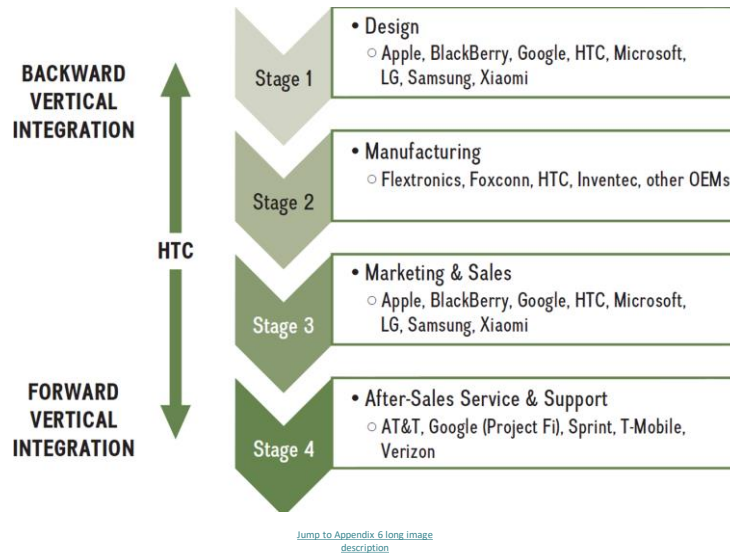 BACKWARD
VERTICAL
INTEGRATION
HTC
FORWARD
VERTICAL
INTEGRATION
Stage 1
• Design
○ Apple, BlackBerry, Google, HTC, Microsoft,
LG, Samsung, Xiaomi
Stage 2
• Manufacturing
○ Flextronics, Foxconn, HTC, Inventec, other OEMs
Stage 3
• Marketing & Sales
○ Apple, BlackBerry, Google, HTC, Microsoft,
LG, Samsung, Xiaomi
Stage 4
• After-Sales Service & Support
○ AT&T, Google (Project Fi), Sprint, T-Mobile,
Verizon
Jump to Appendix 6 long image
description